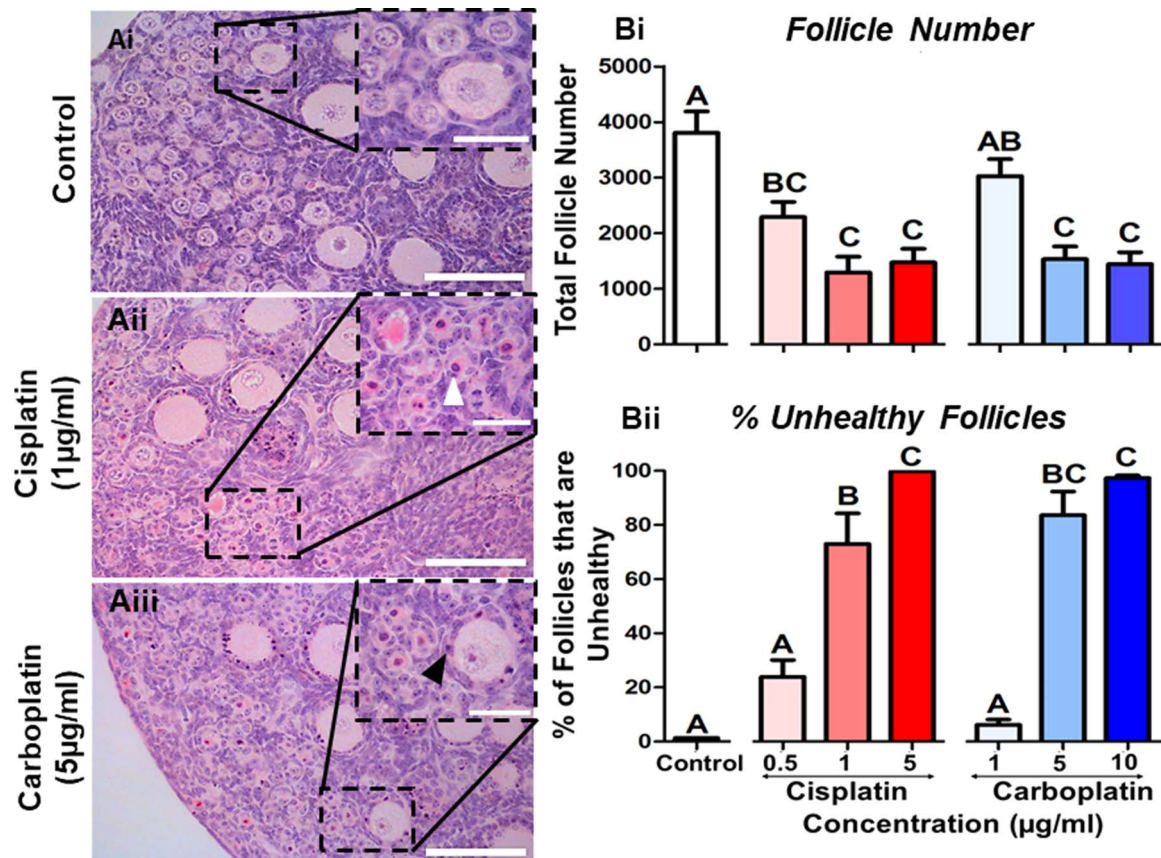 Ai
Control
Aii
Cisplatin
(1µg/ml)
Aiii
Carboplatin
(5µg/ml)
Bi
Follicle Number
Total Follicle Number
5000
4000
3000
2000
1000
0
A
BC
C
C
AB
C
C
Bii
% Unhealthy Follicles
% of Follicles that are
Unhealthy
100
80
60
40
20
0
A
A
B
C
A
BC
C
Control
0.5
1
5
1
5
10
Cisplatin
Carboplatin
Concentration (µg/ml)